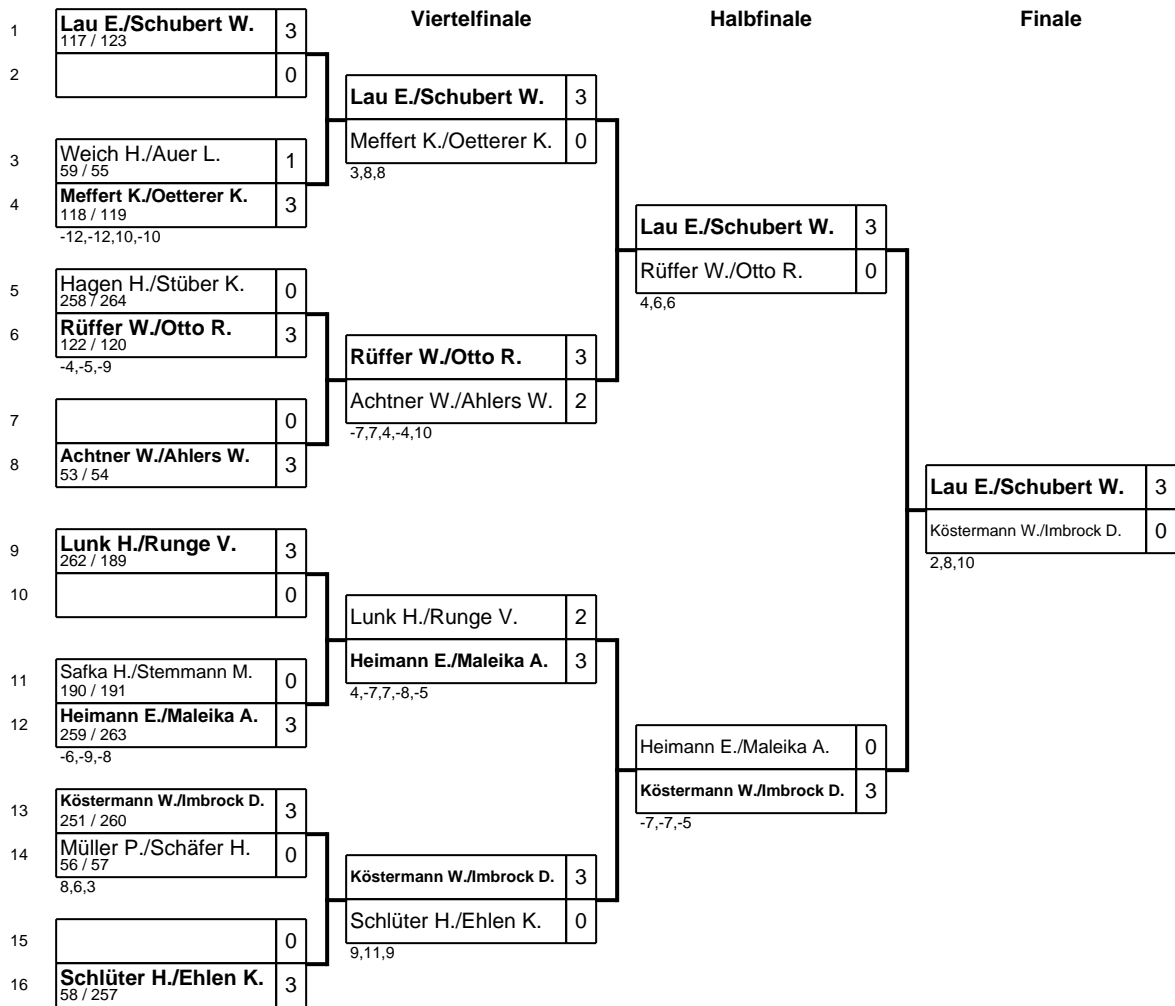 Viertelfinale
Halbfinale
Finale
1
Lau E./Schubert W. 3
117 / 123
2
0
3
Weich H./Auer L. 1
59 / 55
4
Meffert K./Oetterer K. 3
118 / 119
-12,-12,10,-10
5
Hagen H./Stüber K. 0
258 / 264
6
Rüffer W./Otto R. 3
122 / 120
-4,-5,-9
7
0
8
Achtner W./Ahlers W. 3
53 / 54
9
Lunk H./Runge V. 3
262 / 189
10
0
11
Safka H./Stemmann M. 0
190 / 191
12
Heimann E./Maleika A. 3
259 / 263
-6,-9,-8
13
Köstermann W./Imbrock D. 3
251 / 260
14
Müller P./Schäfer H. 0
56 / 57
8,6,3
15
0
16
Schlüter H./Ehlen K. 3
58 / 257
Lau E./Schubert W. 3
Meffert K./Oetterer K. 0
3,8,8
Rüffer W./Otto R. 3
Achtner W./Ahlers W. 2
-7,7,4,-4,10
Lunk H./Runge V. 2
Heimann E./Maleika A. 3
4,-7,7,-8,-5
Köstermann W./Imbrock D. 3
Schlüter H./Ehlen K. 0
9,11,9
Lau E./Schubert W. 3
Rüffer W./Otto R. 0
4,6,6
Heimann E./Maleika A. 0
Köstermann W./Imbrock D. 3
-7,-7,-5
Lau E./Schubert W. 3
Köstermann W./Imbrock D. 0
2,8,10